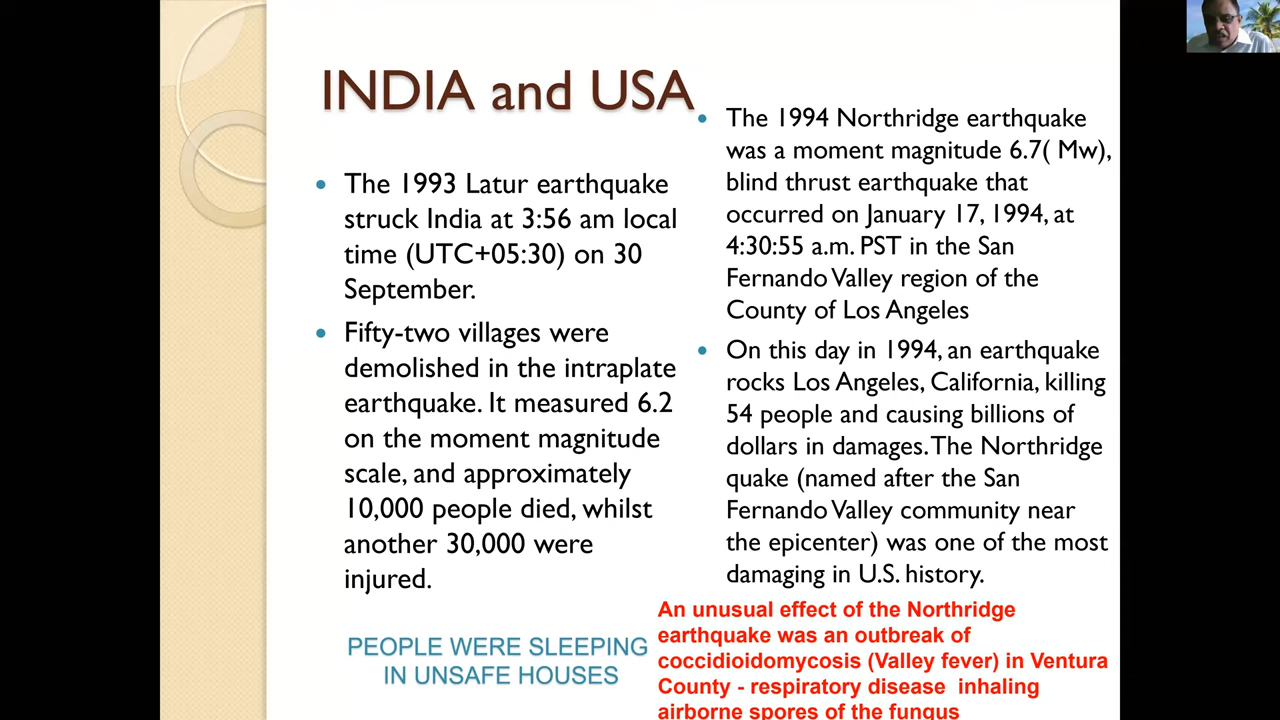 INDIA and USA
The 1993 Latur earthquake
struck India at 3:56 am local
time (UTC+05:30) on 30
September.
Fifty-two villages were
demolished in the intraplate
earthquake. It measured 6.2
on the moment magnitude
scale, and approximately
10,000 people died, whilst
another 30,000 were
injured.
PEOPLE WERE SLEEPING
IN UNSAFE HOUSES
The 1994 Northridge earthquake
was a moment magnitude 6.7( Mw),
blind thrust earthquake that
occurred on January 17, 1994, at
4:30:55 a.m. PST in the San
Fernando Valley region of the
County of Los Angeles
On this day in 1994, an earthquake
rocks Los Angeles, California, killing
54 people and causing billions of
dollars in damages. The Northridge
quake (named after the San
Fernando Valley community near
the epicenter) was one of the most
damaging in U.S. history.
An unusual effect of the Northridge
earthquake was an outbreak of
coccidioidomycosis (Valley fever) in Ventura
County - respiratory disease inhaling
airborne spores of the fungus